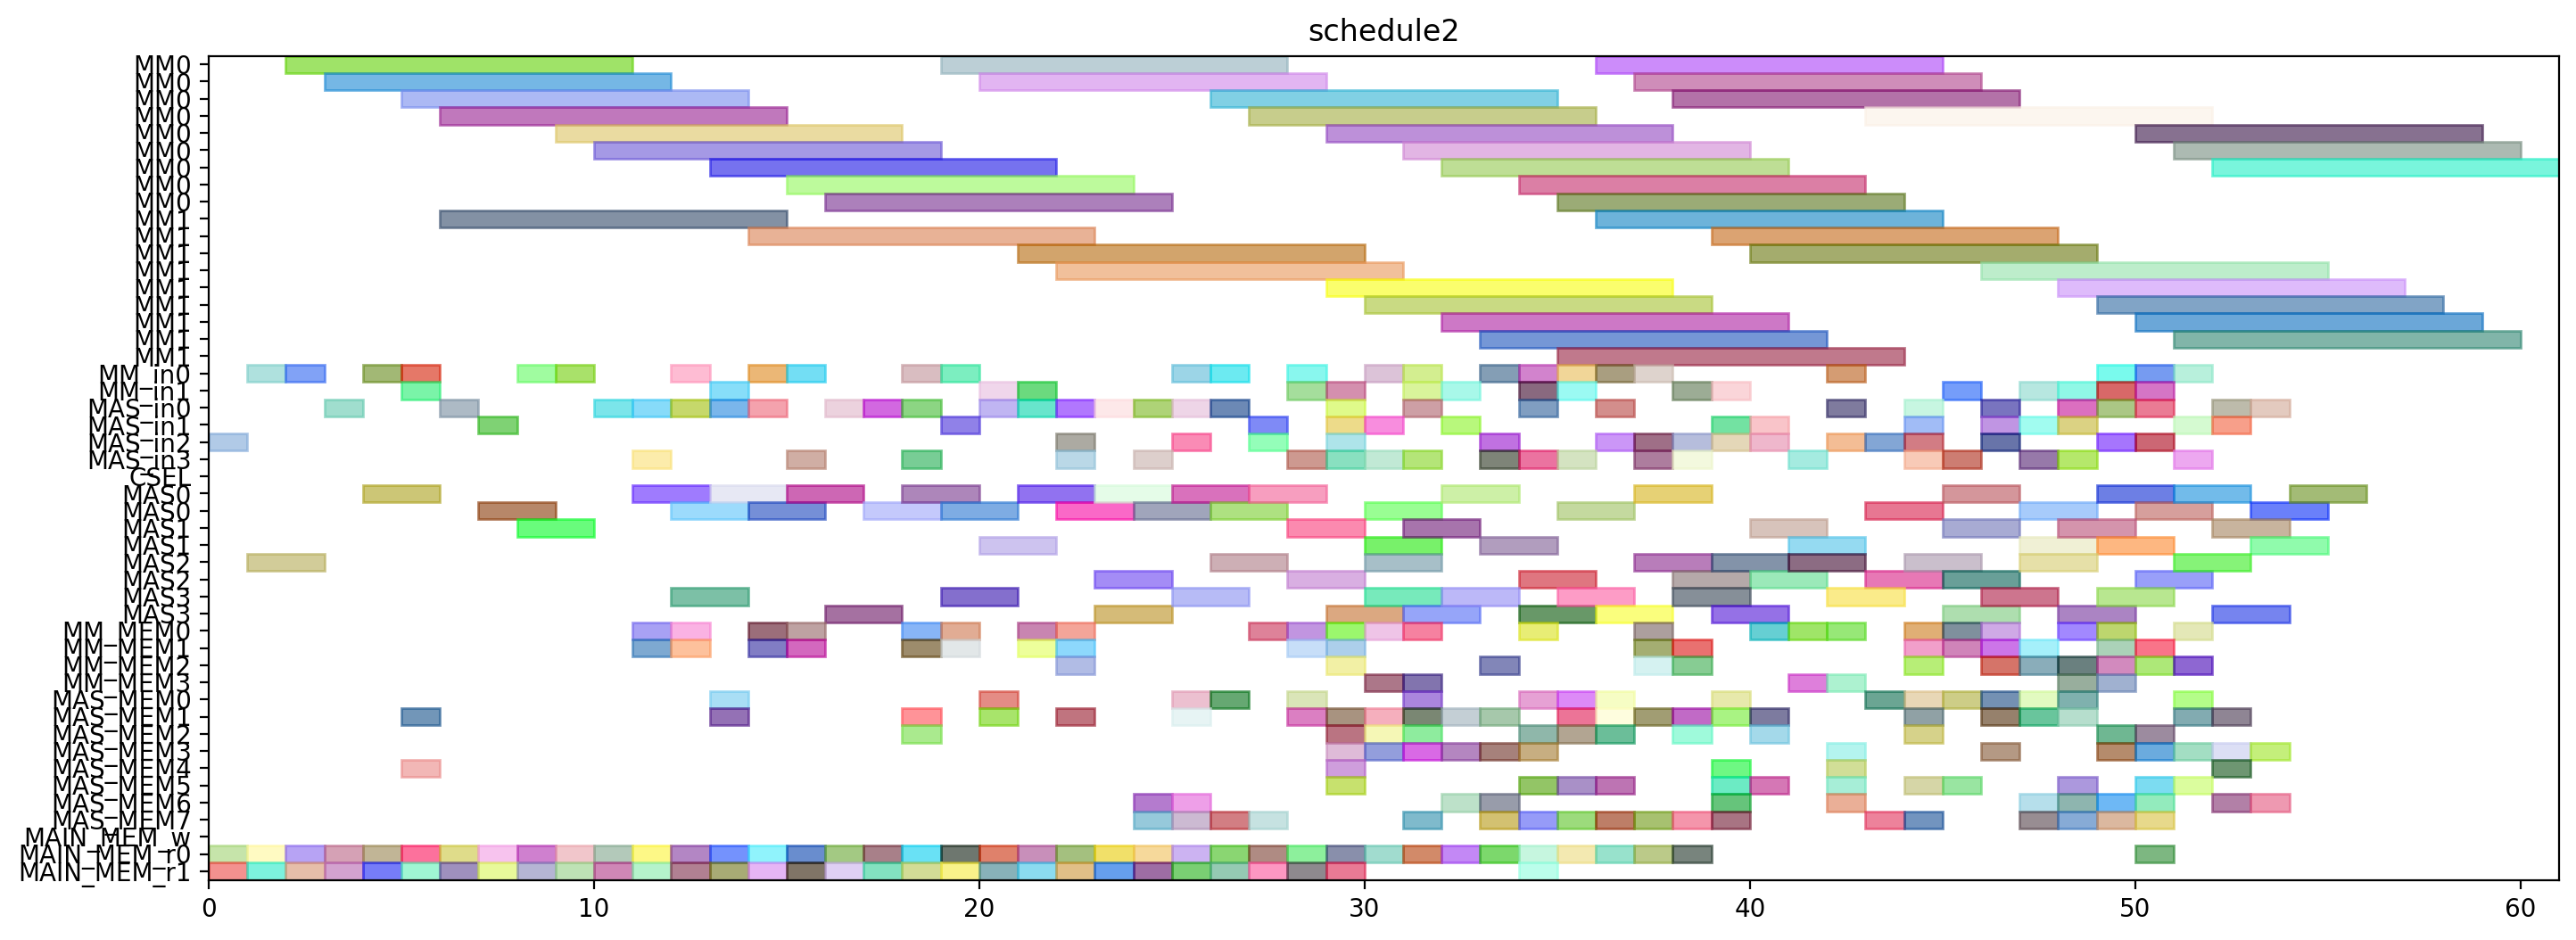 schedule2
MM0
MM0
MM0
MM0
MM0
MM0
MM0
MM0
MM0
MM1
MM1
MM1
MM1
MM1
MM1
MM1
MM1
MM1
MM_in0
MM_in1
MAS_in0
MAS_in1
MAS_in2
MAS_in3
CSEL
MAS0
MAS0
MAS1
MAS1
MAS2
MAS2
MAS3
MAS3
MM_MEM0
MM_MEM1
MM_MEM2
MM_MEM3
MAS_MEM0
MAS_MEM1
MAS_MEM2
MAS_MEM3
MAS_MEM4
MAS_MEM5
MAS_MEM6
MAS_MEM7
MAIN_MEM_w
MAIN_MEM_r0
MAIN_MEM_r1
0 10 20 30 40 50 60